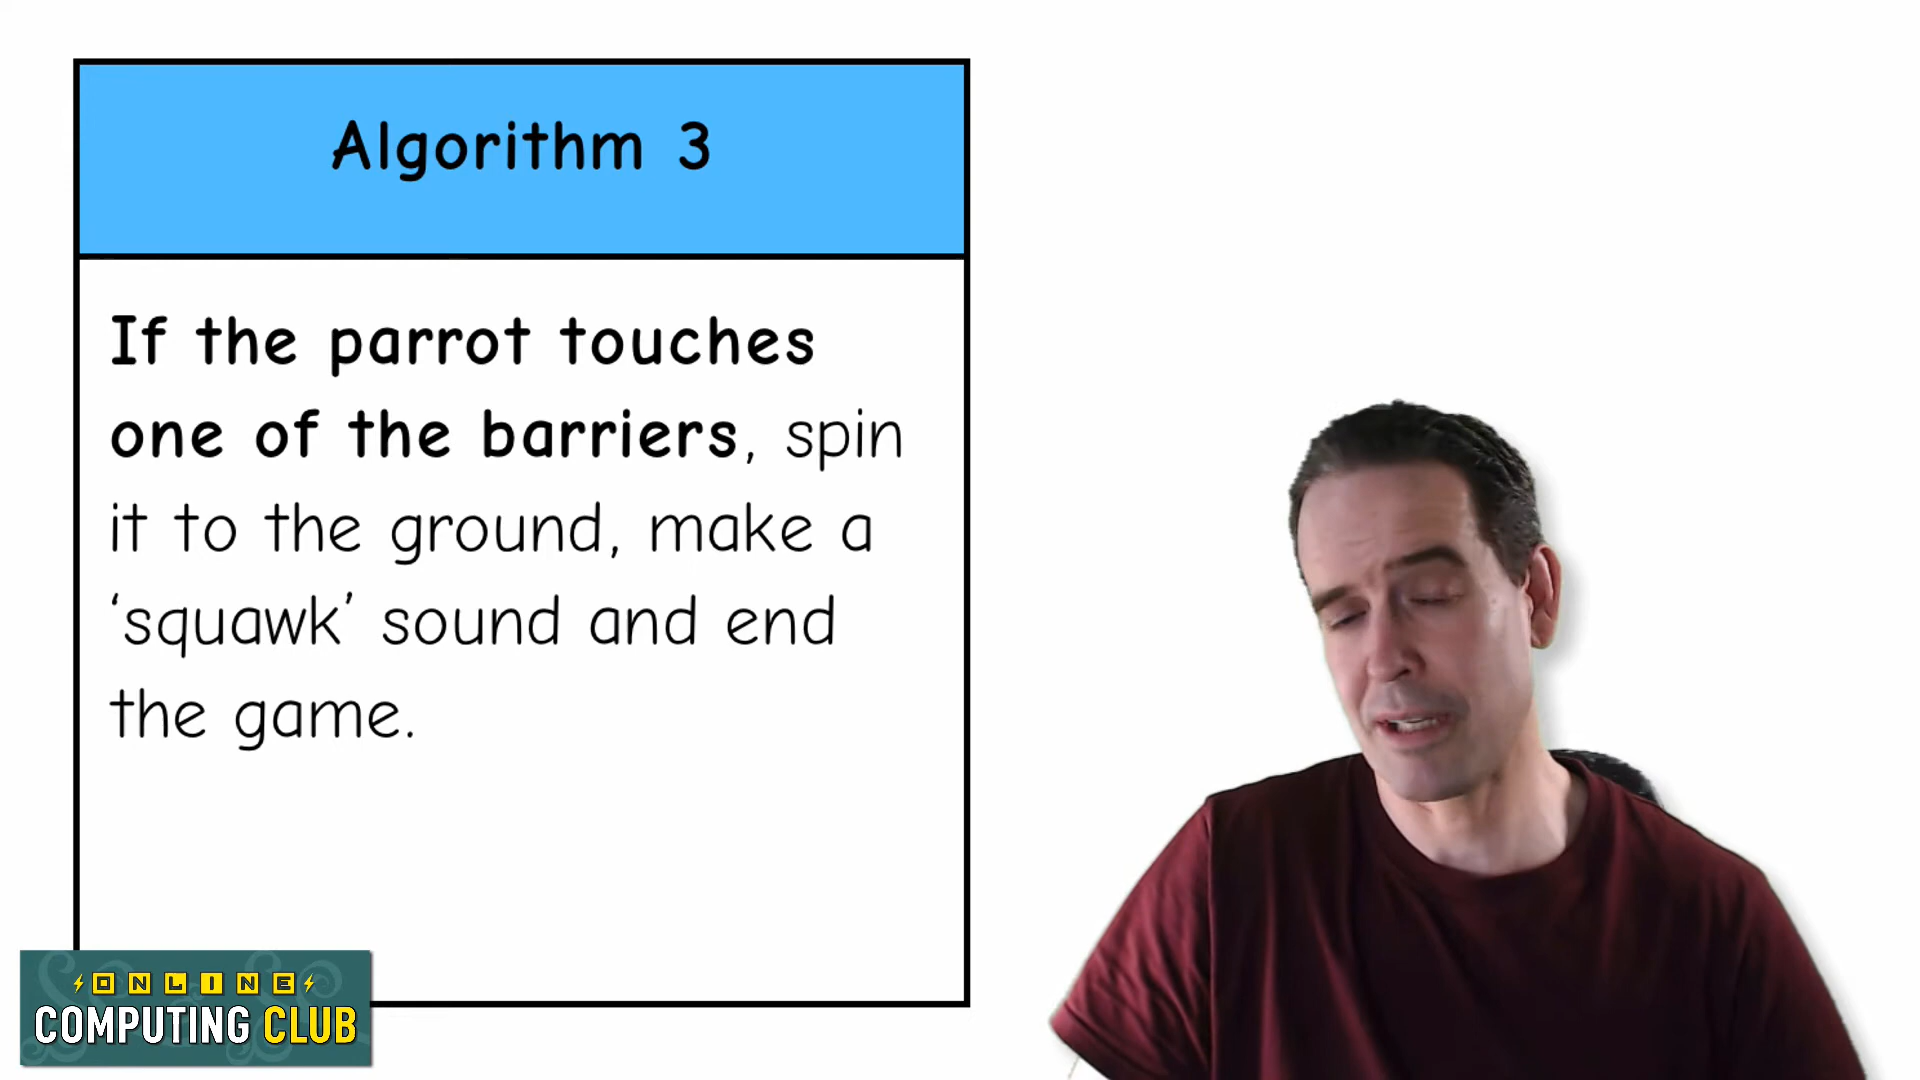 Algorithm 3
If the parrot touches
one of the barriers, spin
it to the ground, make a
‘squawk’ sound and end
the game.
ONLINE
COMPUTING CLUB